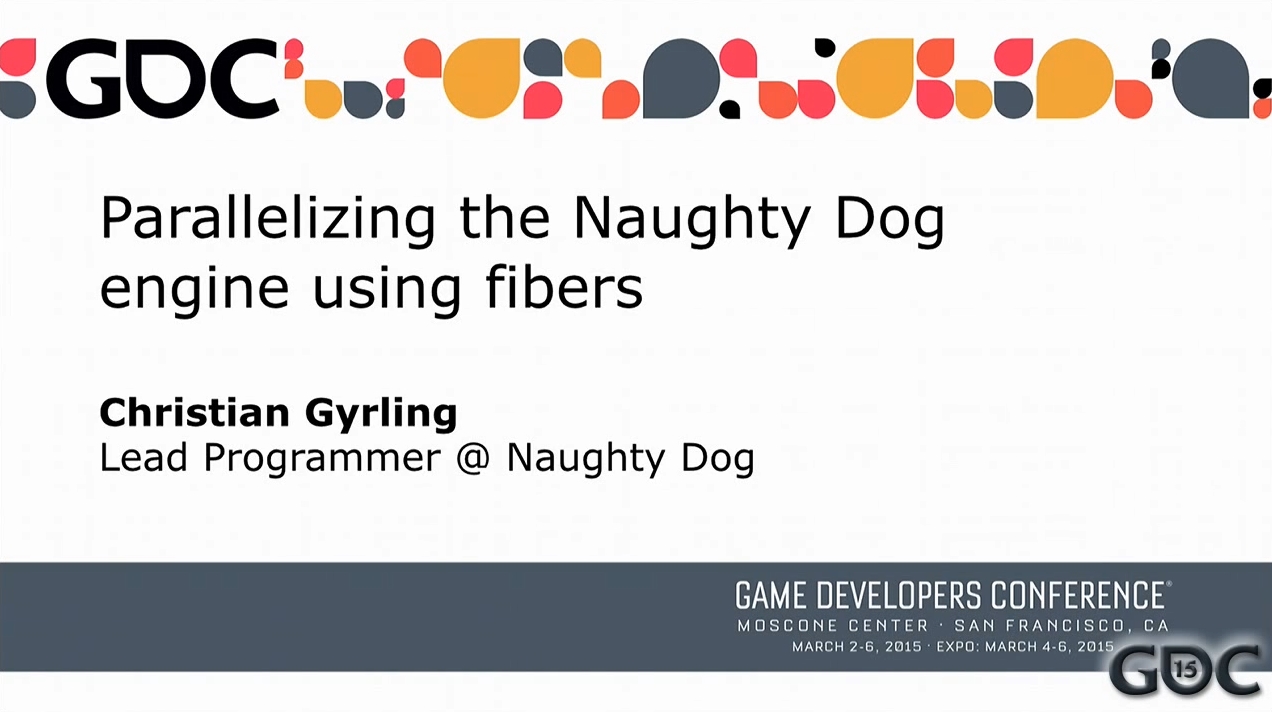 GDC
Parallelizing the Naughty Dog
engine using fibers
Christian Gyrling
Lead Programmer @ Naughty Dog
GAME DEVELOPERS CONFERENCE®
MOSCONE CENTER · SAN FRANCISCO, CA
MARCH 2-6, 2015 · EXPO: MARCH 4-6, 2015
GDC 15